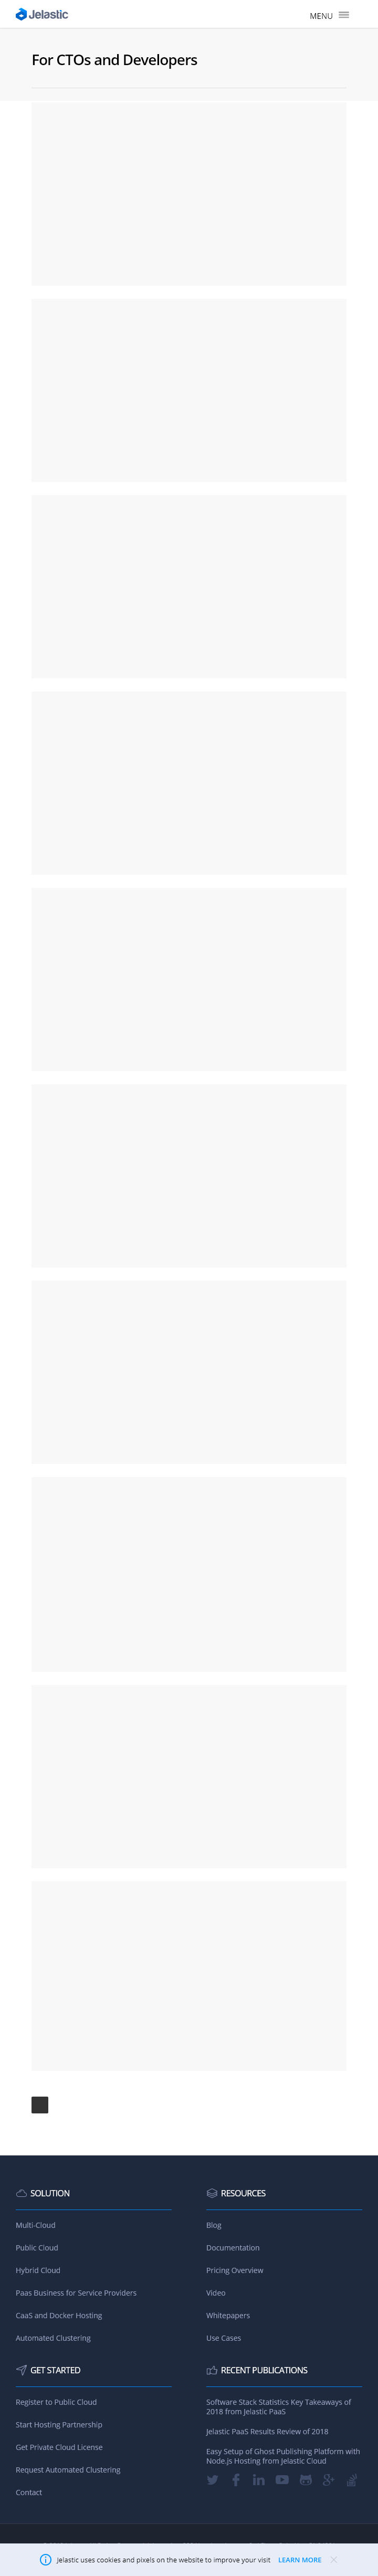 Jelastic
MENU
For CTOs and Developers
SOLUTION
Multi-Cloud
Public Cloud
Hybrid Cloud
Paas Business for Service Providers
CaaS and Docker Hosting
Automated Clustering
RESOURCES
Blog
Documentation
Pricing Overview
Video
Whitepapers
Use Cases
GET STARTED
Register to Public Cloud
Start Hosting Partnership
Get Private Cloud License
Request Automated Clustering
Contact
RECENT PUBLICATIONS
Software Stack Statistics Key Takeaways of
2018 from Jelastic PaaS
Jelastic PaaS Results Review of 2018
Easy Setup of Ghost Publishing Platform with
Node.js Hosting from Jelastic Cloud
Jelastic uses cookies and pixels on the website to improve your visit LEARN MORE